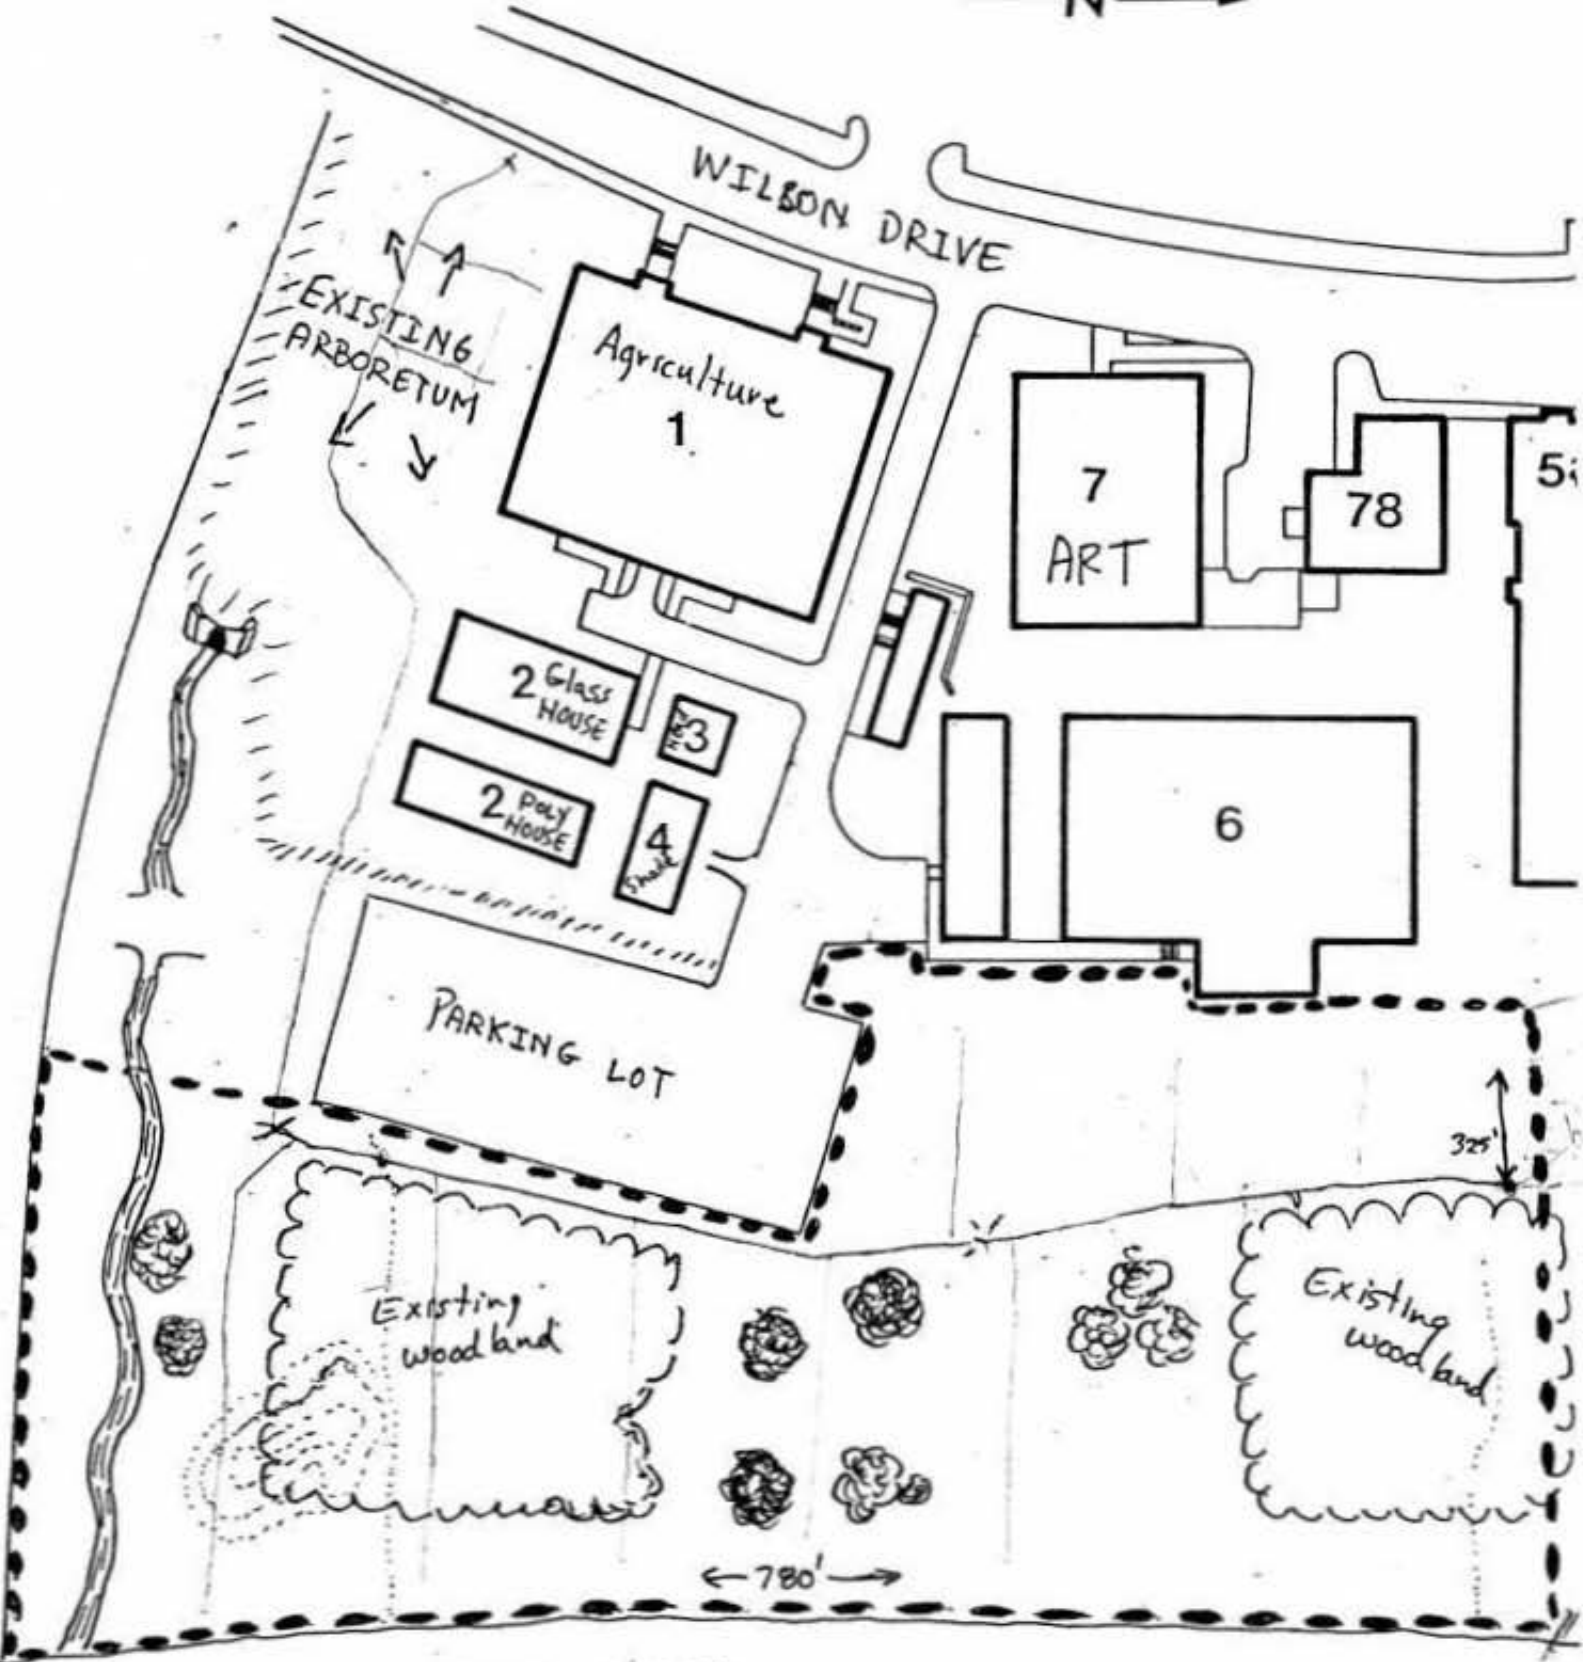 N
WILBON DRIVE
EXISTING
ARBORETUM
Agriculture
1
7
ART
78
5
2 Glass
HOUSE
3
2 POLY
HOUSE
4
Shade
6
PARKING LOT
325'
Existing
woodland
Existing
woodland
780'